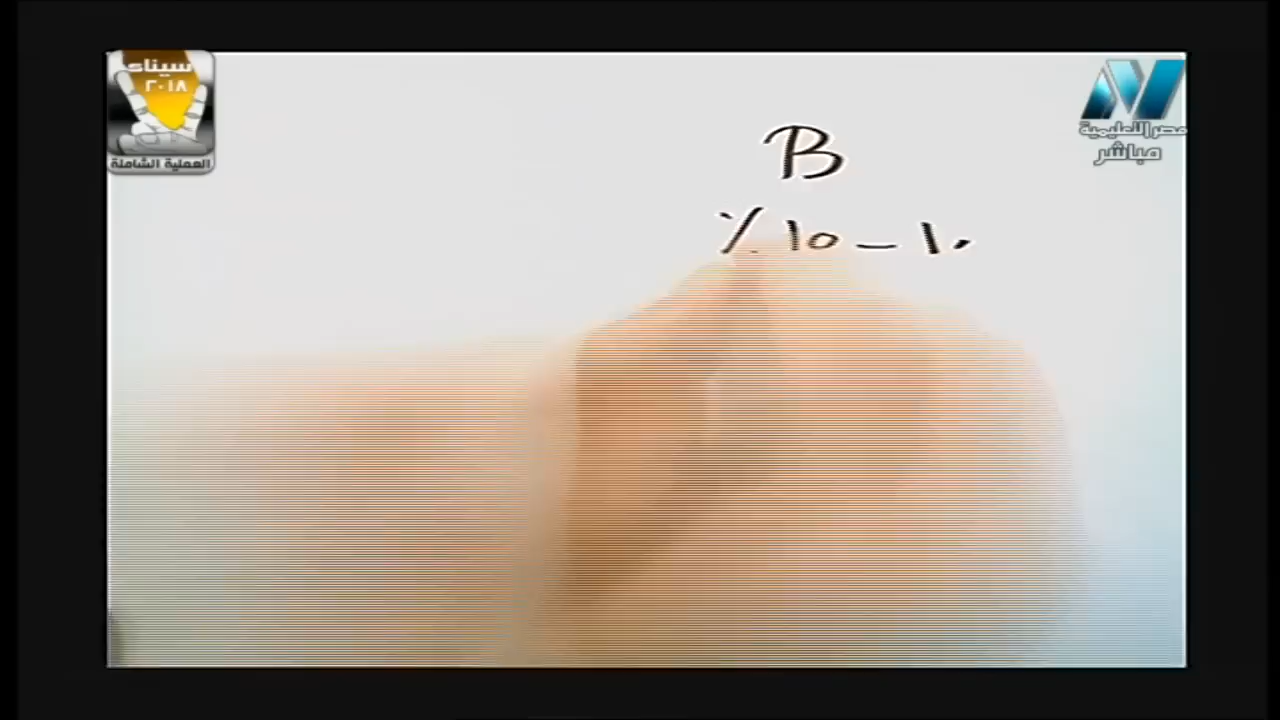 سيناء
٢٠١٨
العملية الشاملة
مصر التعليمية
مباشر
B
١٠ – ١٥ ٪